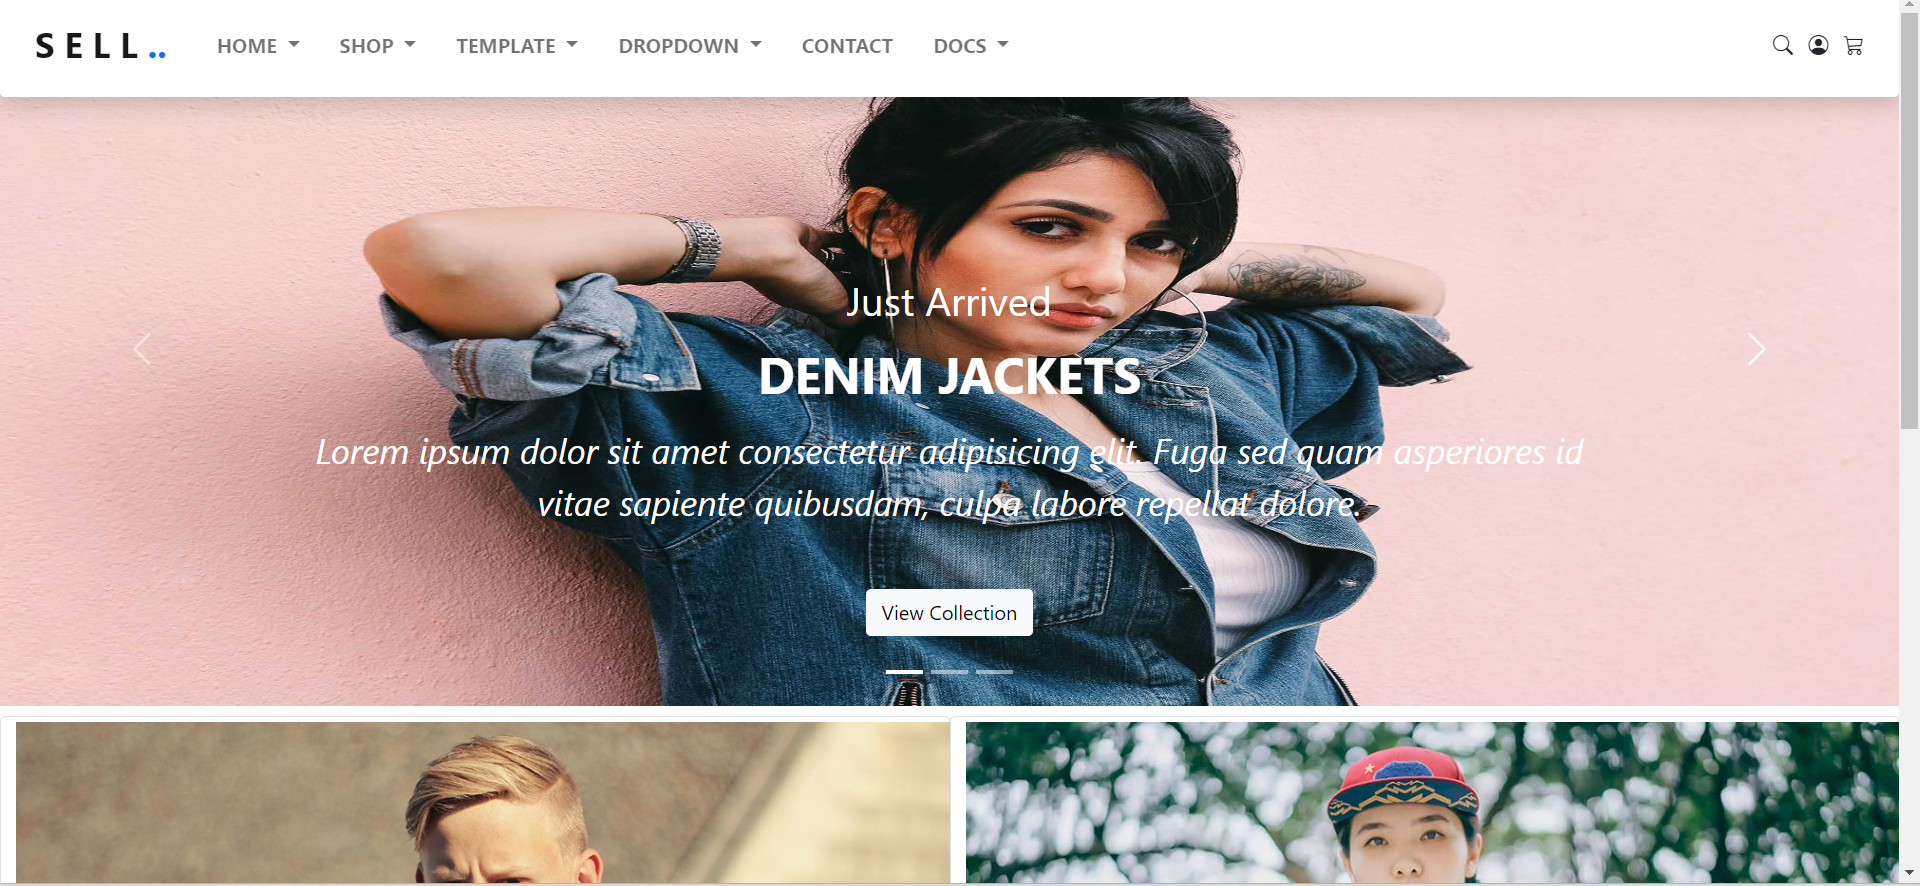 SELL..
HOME
SHOP
TEMPLATE
DROPDOWN
CONTACT
DOCS
Just Arrived
DENIM JACKETS
Lorem ipsum dolor sit amet consectetur adipisicing elit. Fuga sed quam asperiores id
vitae sapiente quibusdam, culpa labore repellat dolore.
View Collection